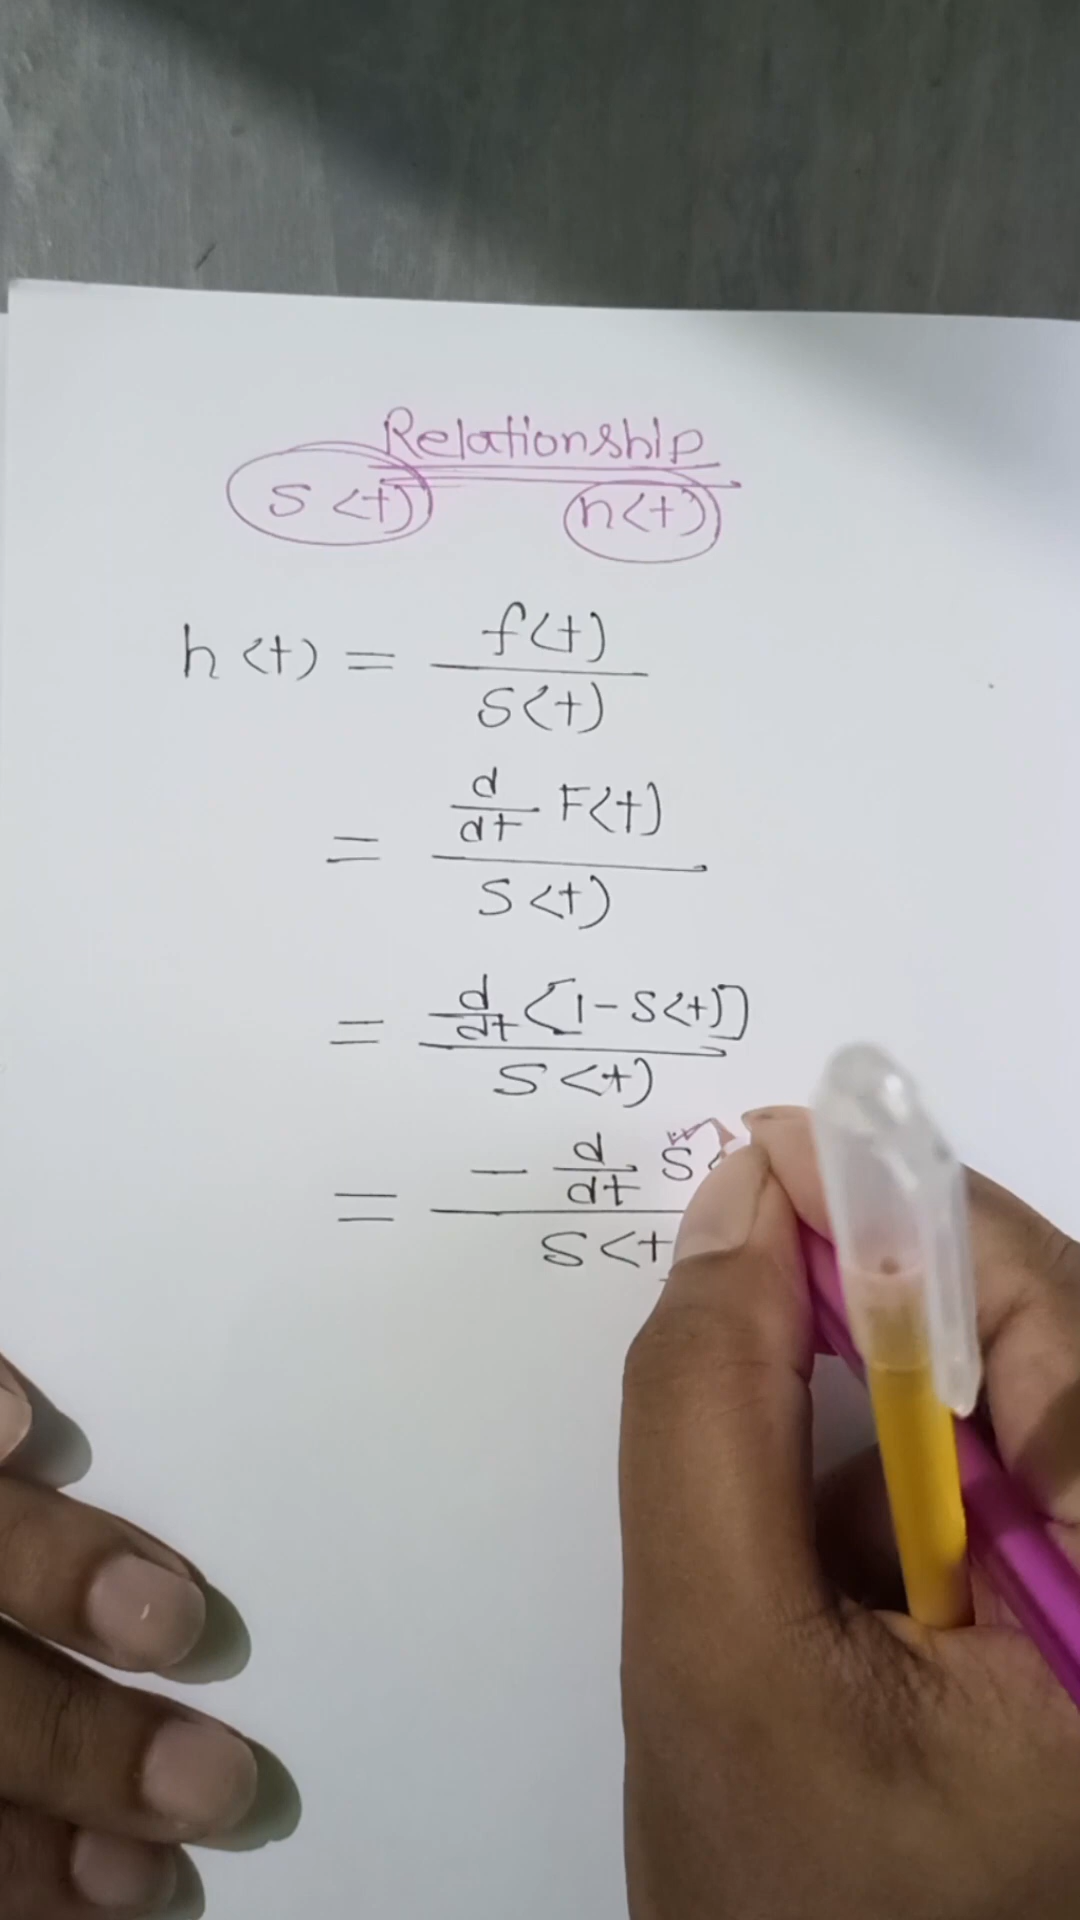 Relationship
S(t) h(t)
h(t) = f(t) / S(t)
= d/dt F(t) / S(t)
= d/dt [1-S(t)] / S(t)
= - d/dt S( / S(t